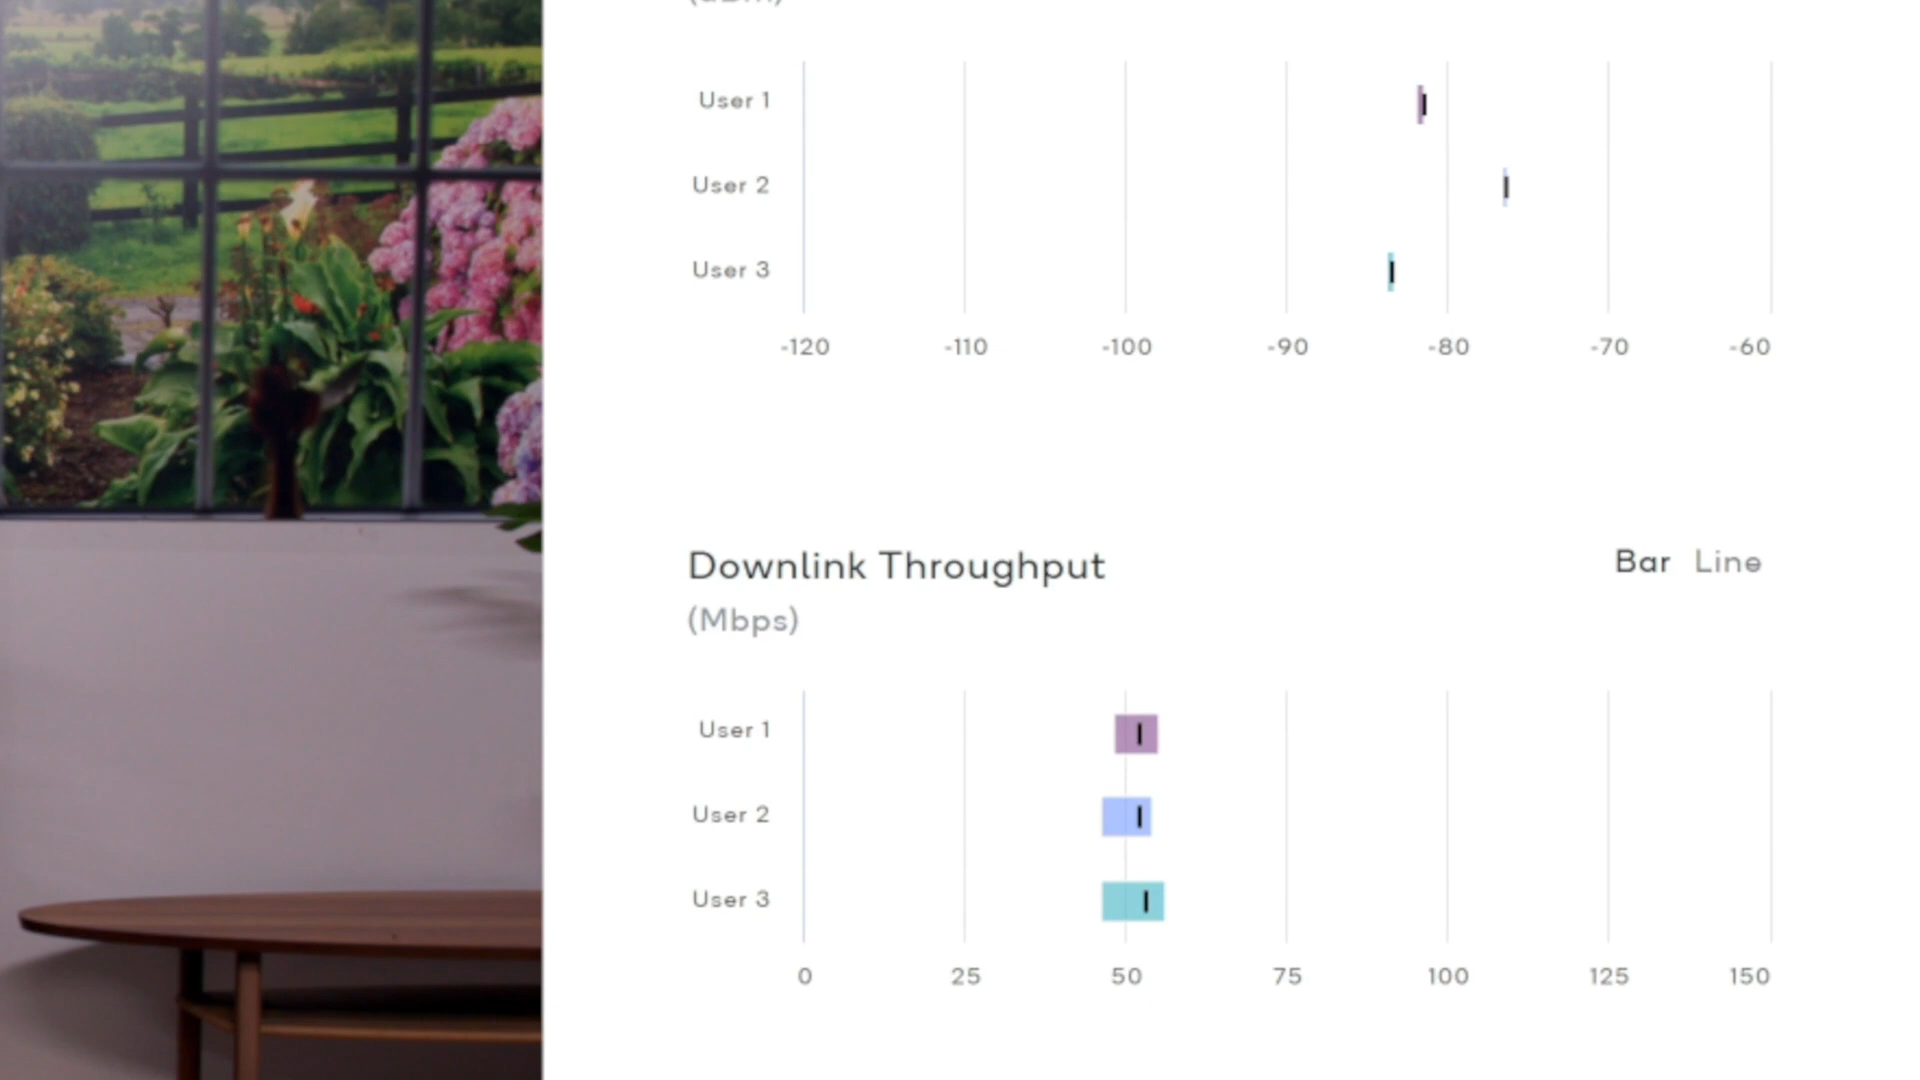 User 1
User 2
User 3
-120 -110 -100 -90 -80 -70 -60
Downlink Throughput
Bar Line
(Mbps)
User 1
User 2
User 3
0 25 50 75 100 125 150